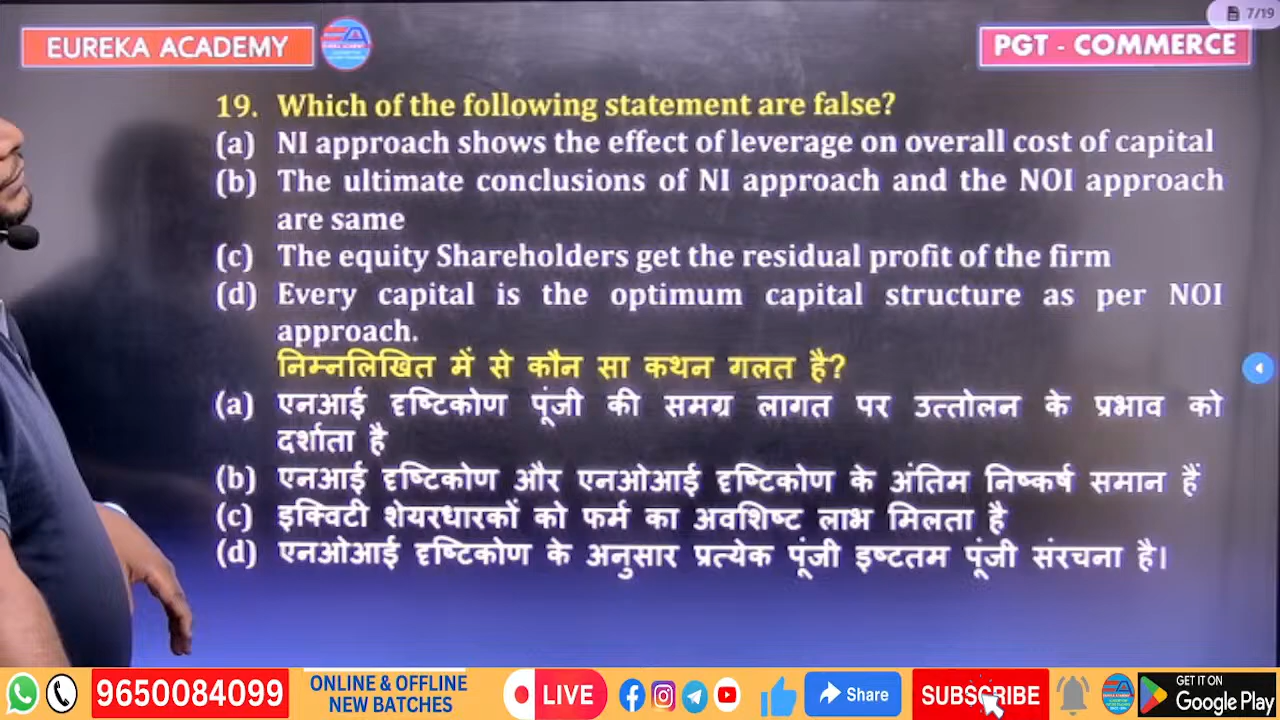 7/19
EUREKA ACADEMY
PGT - COMMERCE
19. Which of the following statement are false?
(a) NI approach shows the effect of leverage on overall cost of capital
(b) The ultimate conclusions of NI approach and the NOI approach
are same
(c) The equity Shareholders get the residual profit of the firm
(d) Every capital is the optimum capital structure as per NOI
approach.
निम्नलिखित में से कौन सा कथन गलत है?
(a) एनआई दृष्टिकोण पूंजी की समग्र लागत पर उत्तोलन के प्रभाव को
दर्शाता है
(b) एनआई दृष्टिकोण और एनओआई दृष्टिकोण के अंतिम निष्कर्ष समान हैं
(c) इक्विटी शेयरधारकों को फर्म का अवशिष्ट लाभ मिलता है
(d) एनओआई दृष्टिकोण के अनुसार प्रत्येक पूंजी इष्टतम पूंजी संरचना है।
9650084099
ONLINE & OFFLINE
NEW BATCHES
LIVE
Share
SUBSCRIBE
GET IT ON
Google Play